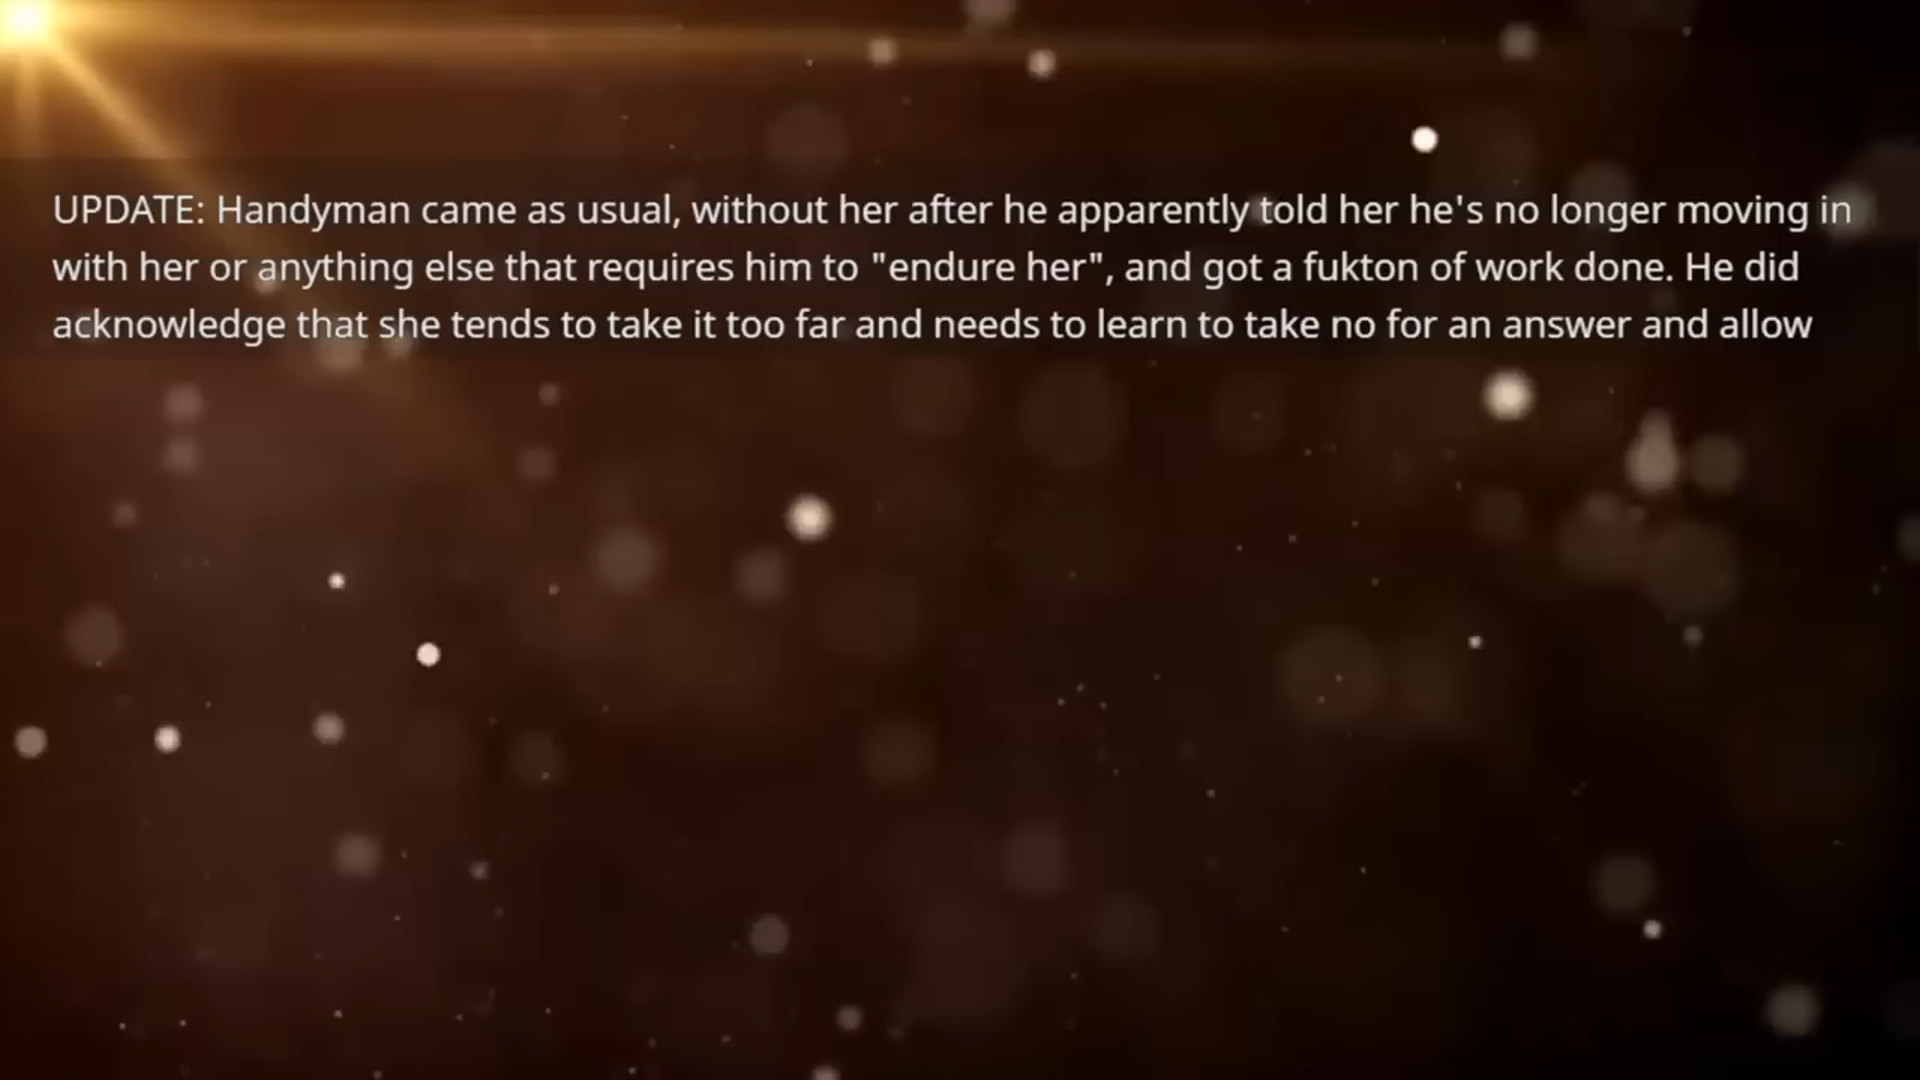 UPDATE: Handyman came as usual, without her after he apparently told her he's no longer moving in
with her or anything else that requires him to "endure her", and got a fukton of work done. He did
acknowledge that she tends to take it too far and needs to learn to take no for an answer and allow